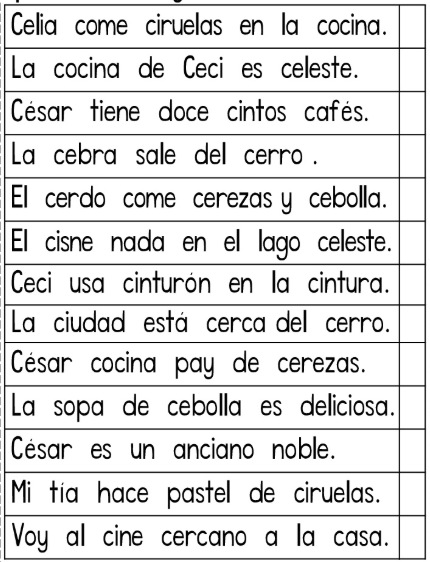 Celia come ciruelas en la cocina.
La cocina de Ceci es celeste.
César tiene doce cintos cafés.
La cebra sale del cerro .
El cerdo come cerezas y cebolla.
El cisne nada en el lago celeste.
Ceci usa cinturón en la cintura.
La ciudad está cerca del cerro.
César cocina pay de cerezas.
La sopa de cebolla es deliciosa.
César es un anciano noble.
Mi tía hace pastel de ciruelas.
Voy al cine cercano a la casa.